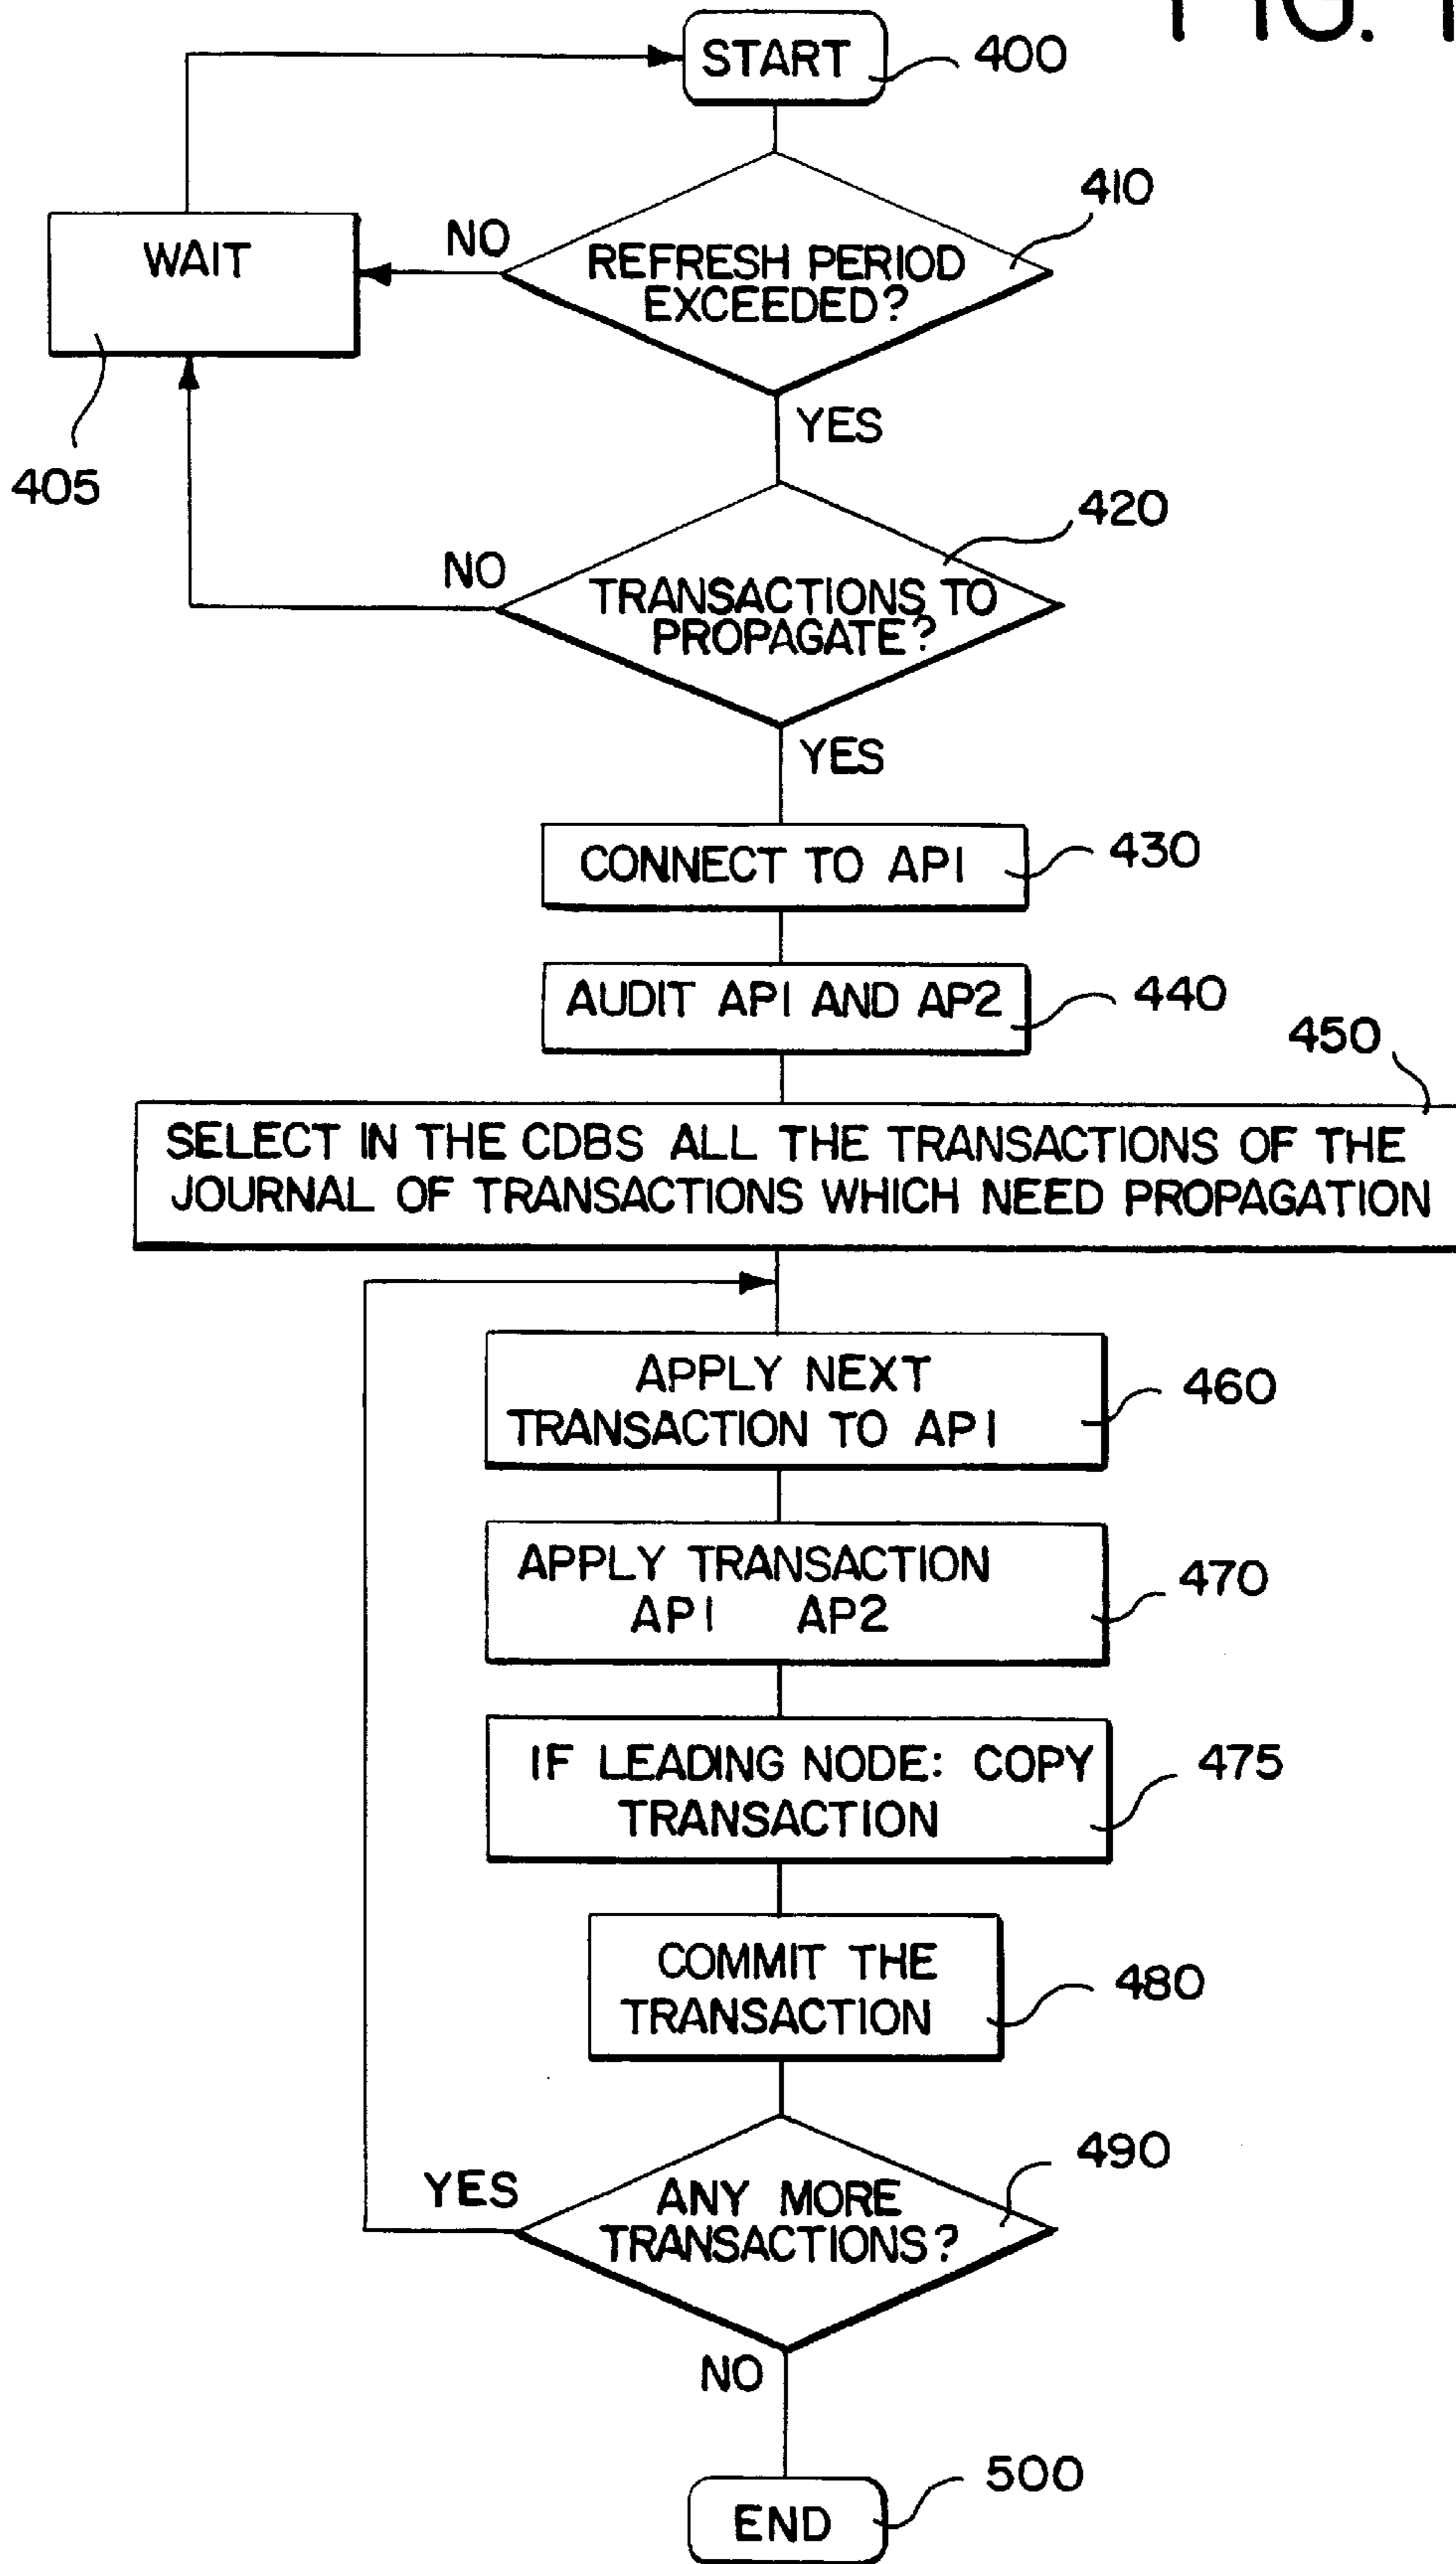 FIG. 1
START
400
410
NO
REFRESH PERIOD
EXCEEDED?
WAIT
YES
405
420
NO
TRANSACTIONS TO
PROPAGATE?
YES
CONNECT TO AP1
430
AUDIT AP1 AND AP2
440
450
SELECT IN THE CDBS ALL THE TRANSACTIONS OF THE
JOURNAL OF TRANSACTIONS WHICH NEED PROPAGATION
APPLY NEXT
TRANSACTION TO AP1
460
APPLY TRANSACTION
AP1 AP2
470
IF LEADING NODE: COPY
TRANSACTION
475
COMMIT THE
TRANSACTION
480
490
YES
ANY MORE
TRANSACTIONS?
NO
500
END